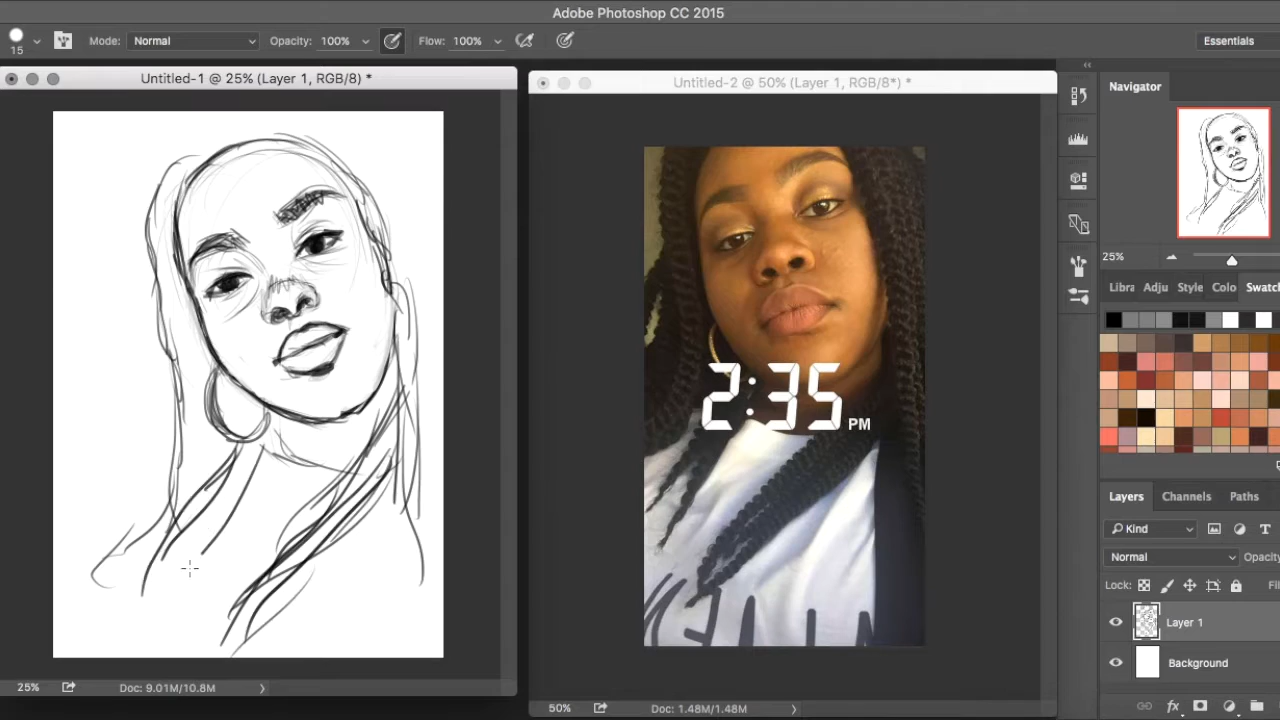 Adobe Photoshop CC 2015
15 Mode: Normal Opacity: 100% Flow: 100% Essentials
Untitled-1 @ 25% (Layer 1, RGB/8) *
Untitled-2 @ 50% (Layer 1, RGB/8*) *
Navigator
25%
Libra Adju Style Colo Swatch
2:35 PM
Layers Channels Paths
Kind
Normal Opacity
Lock: Fil
Layer 1
Background
25% Doc: 9.01M/10.8M
50% Doc: 1.48M/1.48M
fx